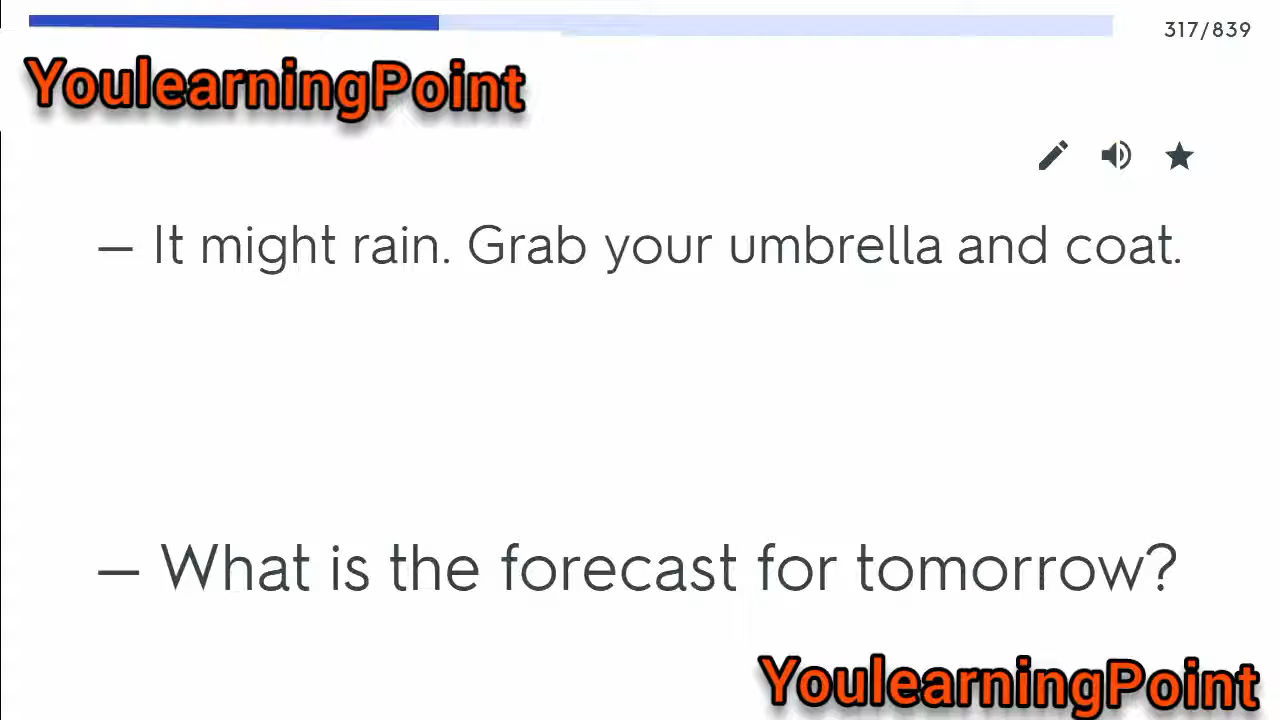 317/839
YoulearningPoint
— It might rain. Grab your umbrella and coat.
— What is the forecast for tomorrow?
YoulearningPoint